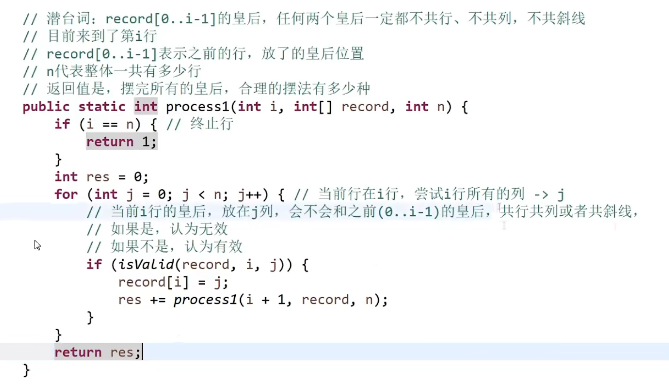 // 潜台词：record[0..i-1]的皇后，任何两个皇后一定都不共行、不共列，不共斜线
// 目前来到了第i行
// record[0..i-1]表示之前的行，放了的皇后位置
// n代表整体一共有多少行
// 返回值是，摆完所有的皇后，合理的摆法有多少种
public static int process1(int i, int[] record, int n) {
if (i == n) { // 终止行
return 1;
}
int res = 0;
for (int j = 0; j < n; j++) { // 当前行在i行，尝试i行所有的列 -> j
// 当前i行的皇后，放在j列，会不会和之前(0..i-1)的皇后，共行共列或者共斜线，
// 如果是，认为无效
// 如果不是，认为有效
if (isValid(record, i, j)) {
record[i] = j;
res += process1(i + 1, record, n);
}
}
return res;
}